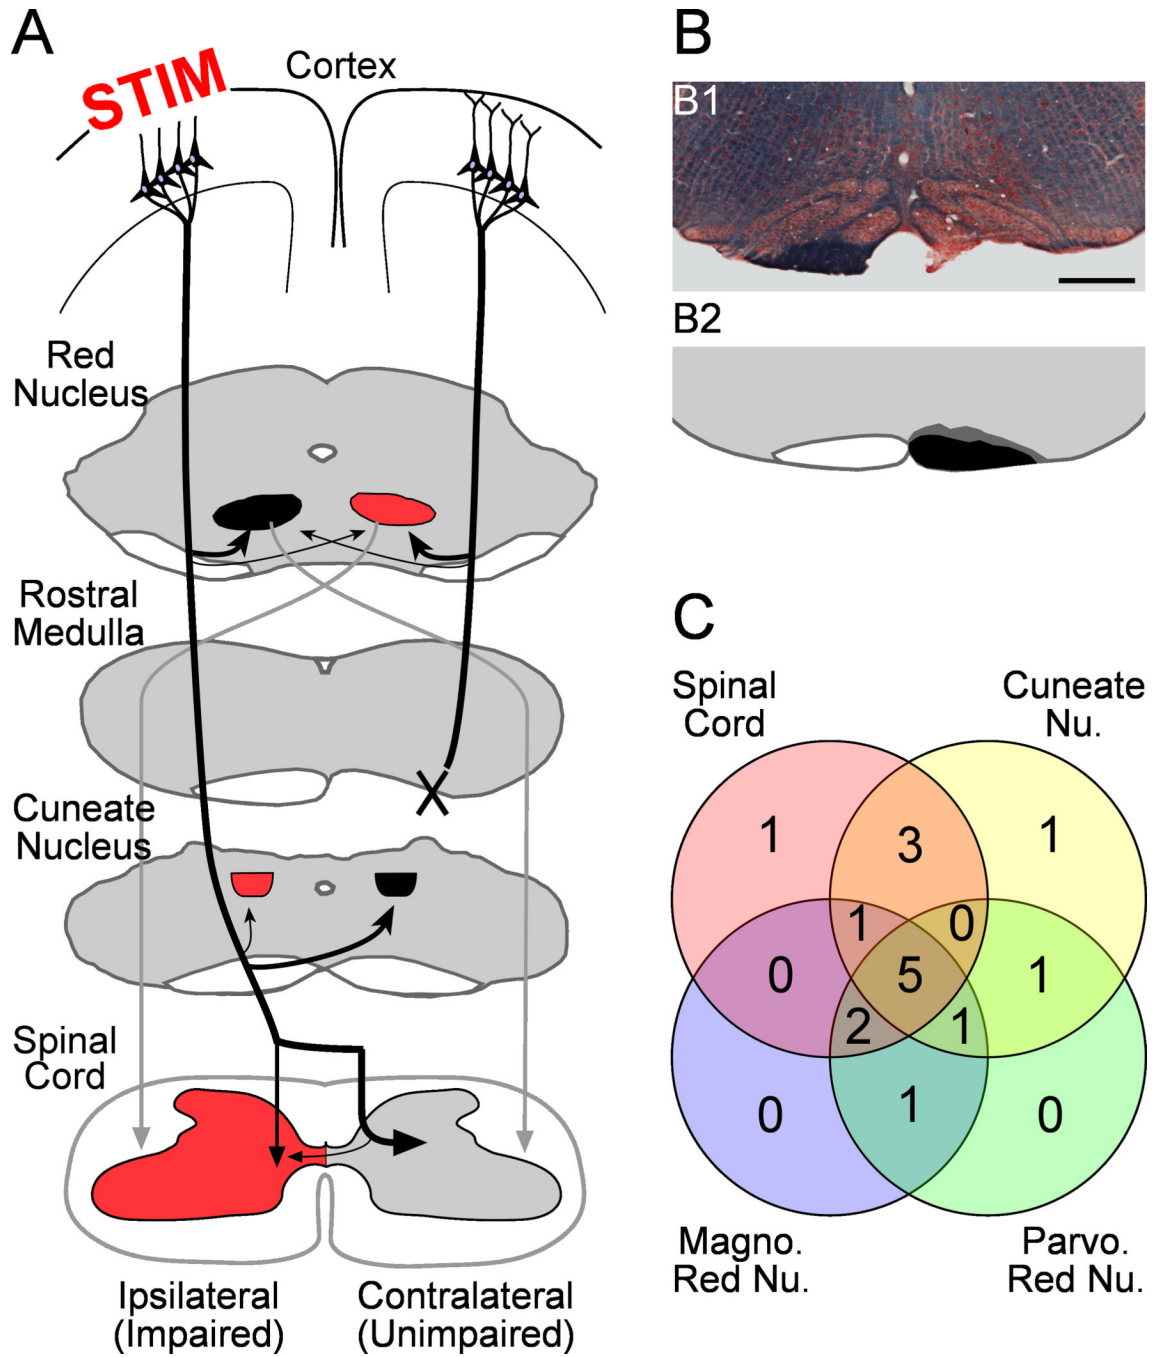 A
STIM
Cortex
Red
Nucleus
Rostral
Medulla
Cuneate
Nucleus
Spinal
Cord
Ipsilateral
(Impaired)
Contralateral
(Unimpaired)
B
B1
B2
C
Spinal
Cord
Cuneate
Nu.
1
3
1
1
0
0
5
1
2
1
0
1
0
Magno.
Red Nu.
Parvo.
Red Nu.